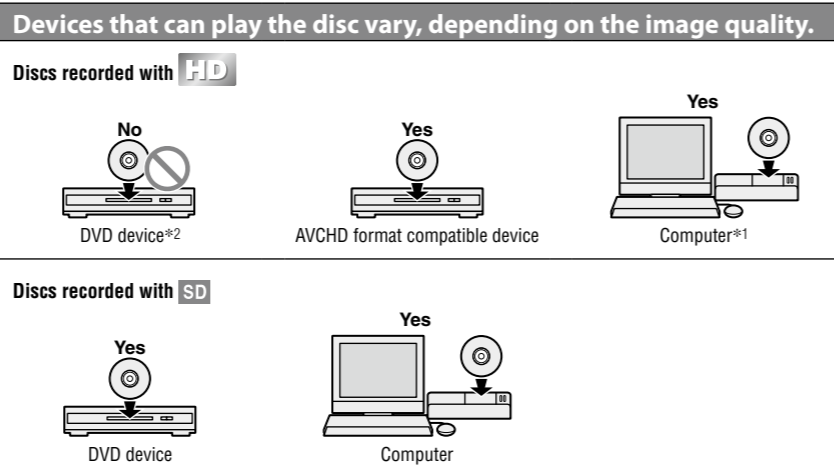 Devices that can play the disc vary, depending on the image quality.
Discs recorded with HD
No
Yes
Yes
DVD device*2
AVCHD format compatible device
Computer*1
Discs recorded with SD
Yes
Yes
DVD device
Computer